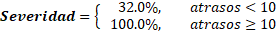 Severidad = { 32.0%, atrasos < 10
100.0%, atrasos ≥ 10